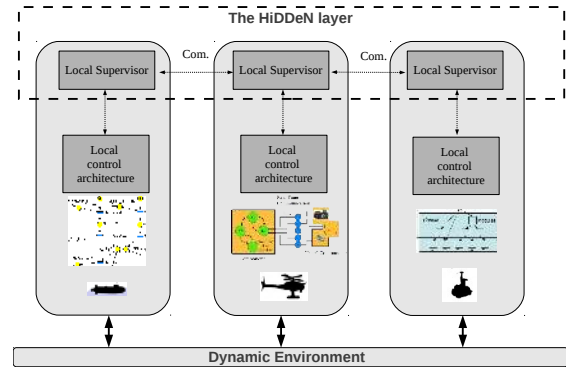 The HiDDeN layer
Local Supervisor
Com.
Local Supervisor
Com.
Local Supervisor
Local
control
architecture
Local
control
architecture
Local
control
architecture
Dynamic Environment